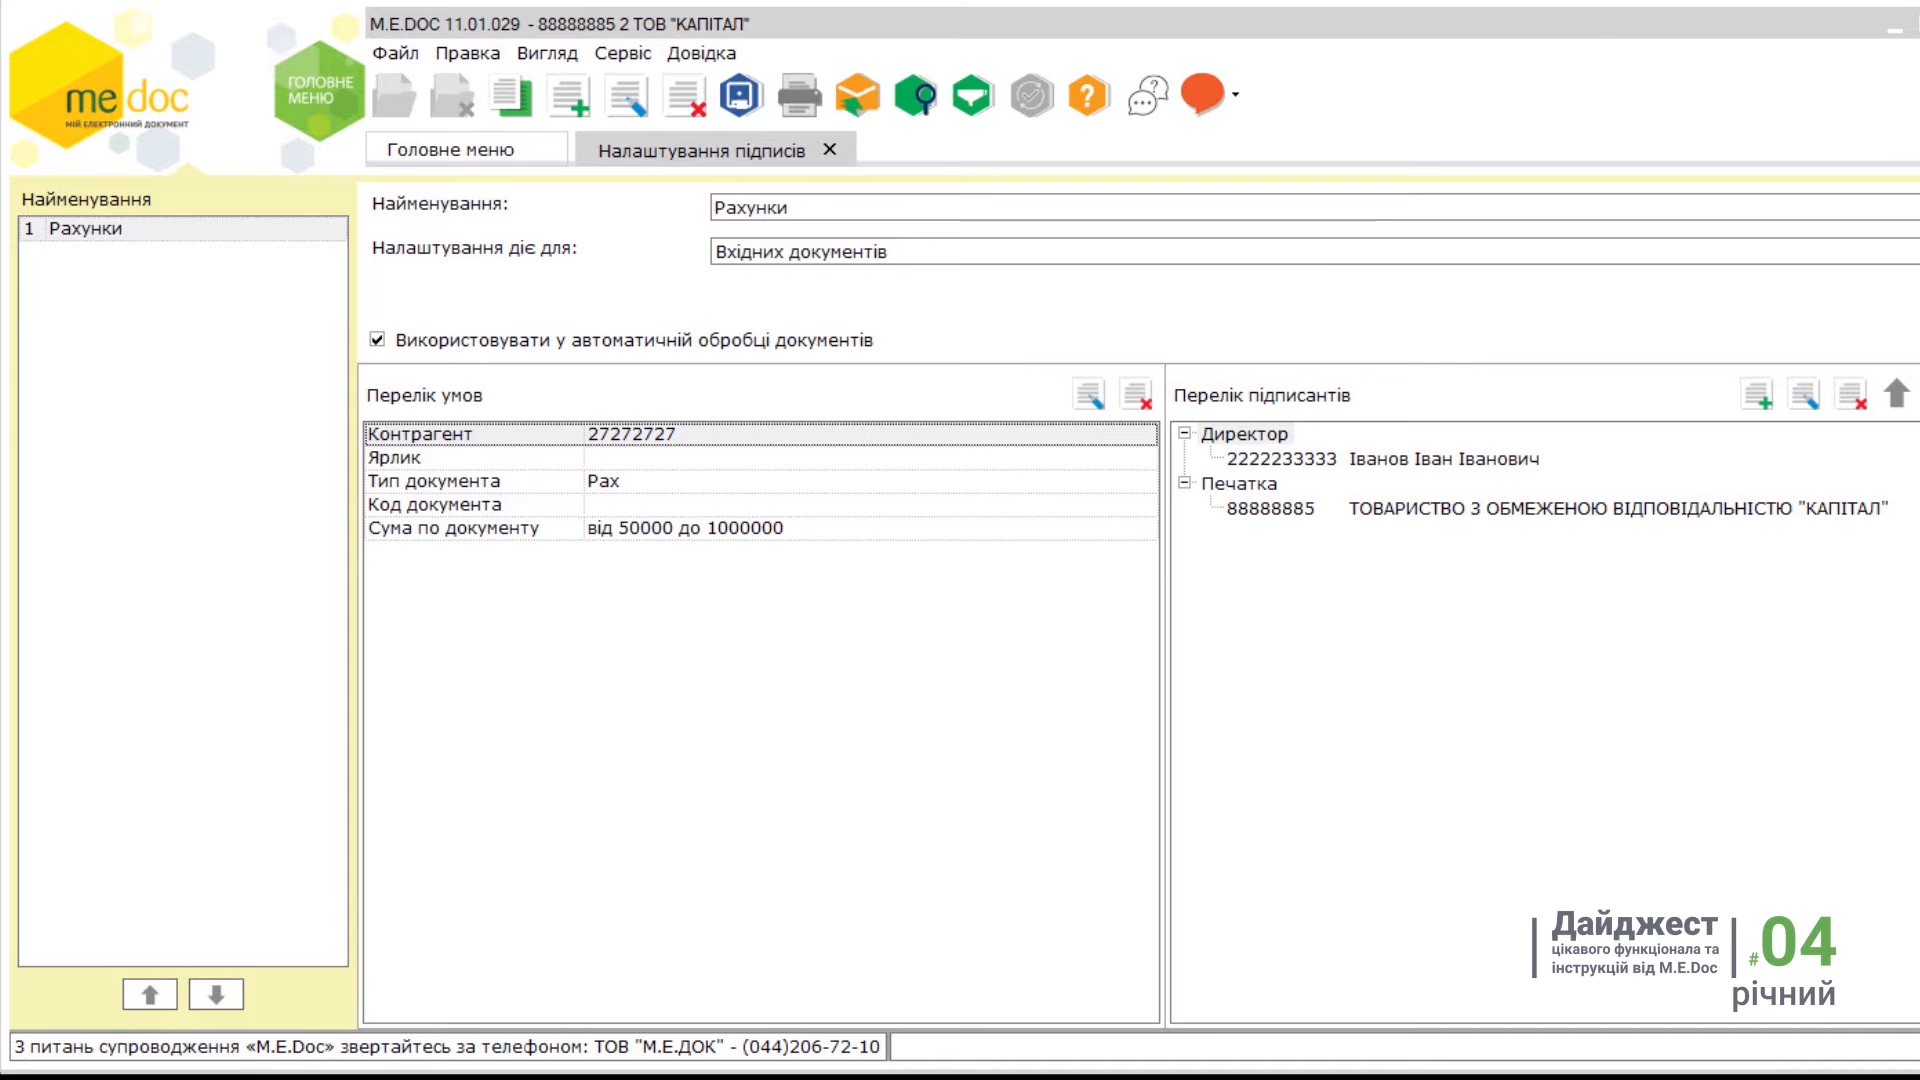 me doc
МІЙ ЕЛЕКТРОННИЙ ДОКУМЕНТ
ГОЛОВНЕ
МЕНЮ
M.E.DOC 11.01.029 - 88888885 2 ТОВ "КАПІТАЛ"
Файл Правка Вигляд Сервіс Довідка
Головне меню
Налаштування підписів
Найменування
1 Рахунки
Найменування:
Рахунки
Налаштування діє для:
Вхідних документів
Використовувати у автоматичній обробці документів
Перелік умов
Контрагент 27272727
Ярлик
Тип документа Рах
Код документа
Сума по документу від 50000 до 1000000
Перелік підписантів
Директор
2222233333 Іванов Іван Іванович
Печатка
88888885 ТОВАРИСТВО З ОБМЕЖЕНОЮ ВІДПОВІДАЛЬНІСТЮ "КАПІТАЛ"
Дайджест
цікавого функціонала та
інструкцій від M.E.Doc
#04
річний
З питань супроводження «M.E.Doc» звертайтесь за телефоном: ТОВ "М.Е.ДОК" - (044)206-72-10